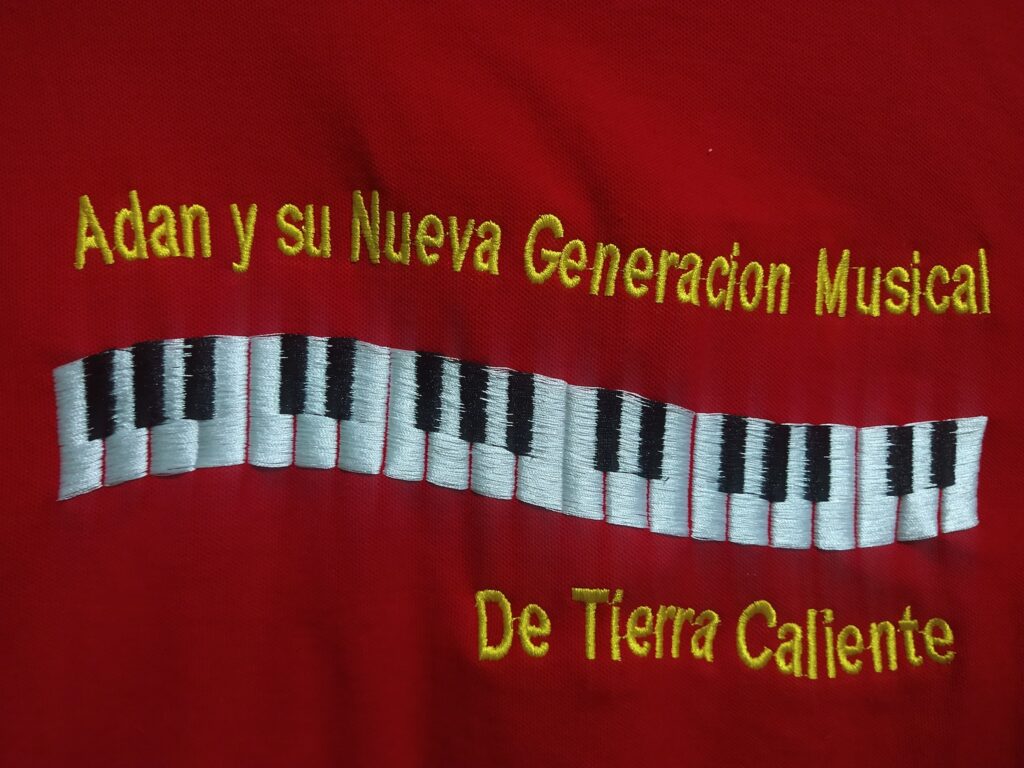 Adan y su Nueva Generacion Musical
De Tierra Caliente